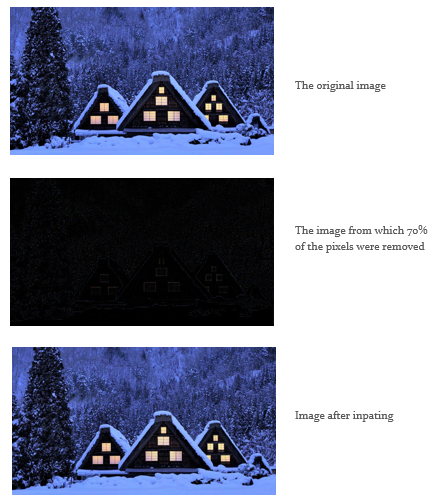 The original image
The image from which 70%
of the pixels were removed
Image after inpating